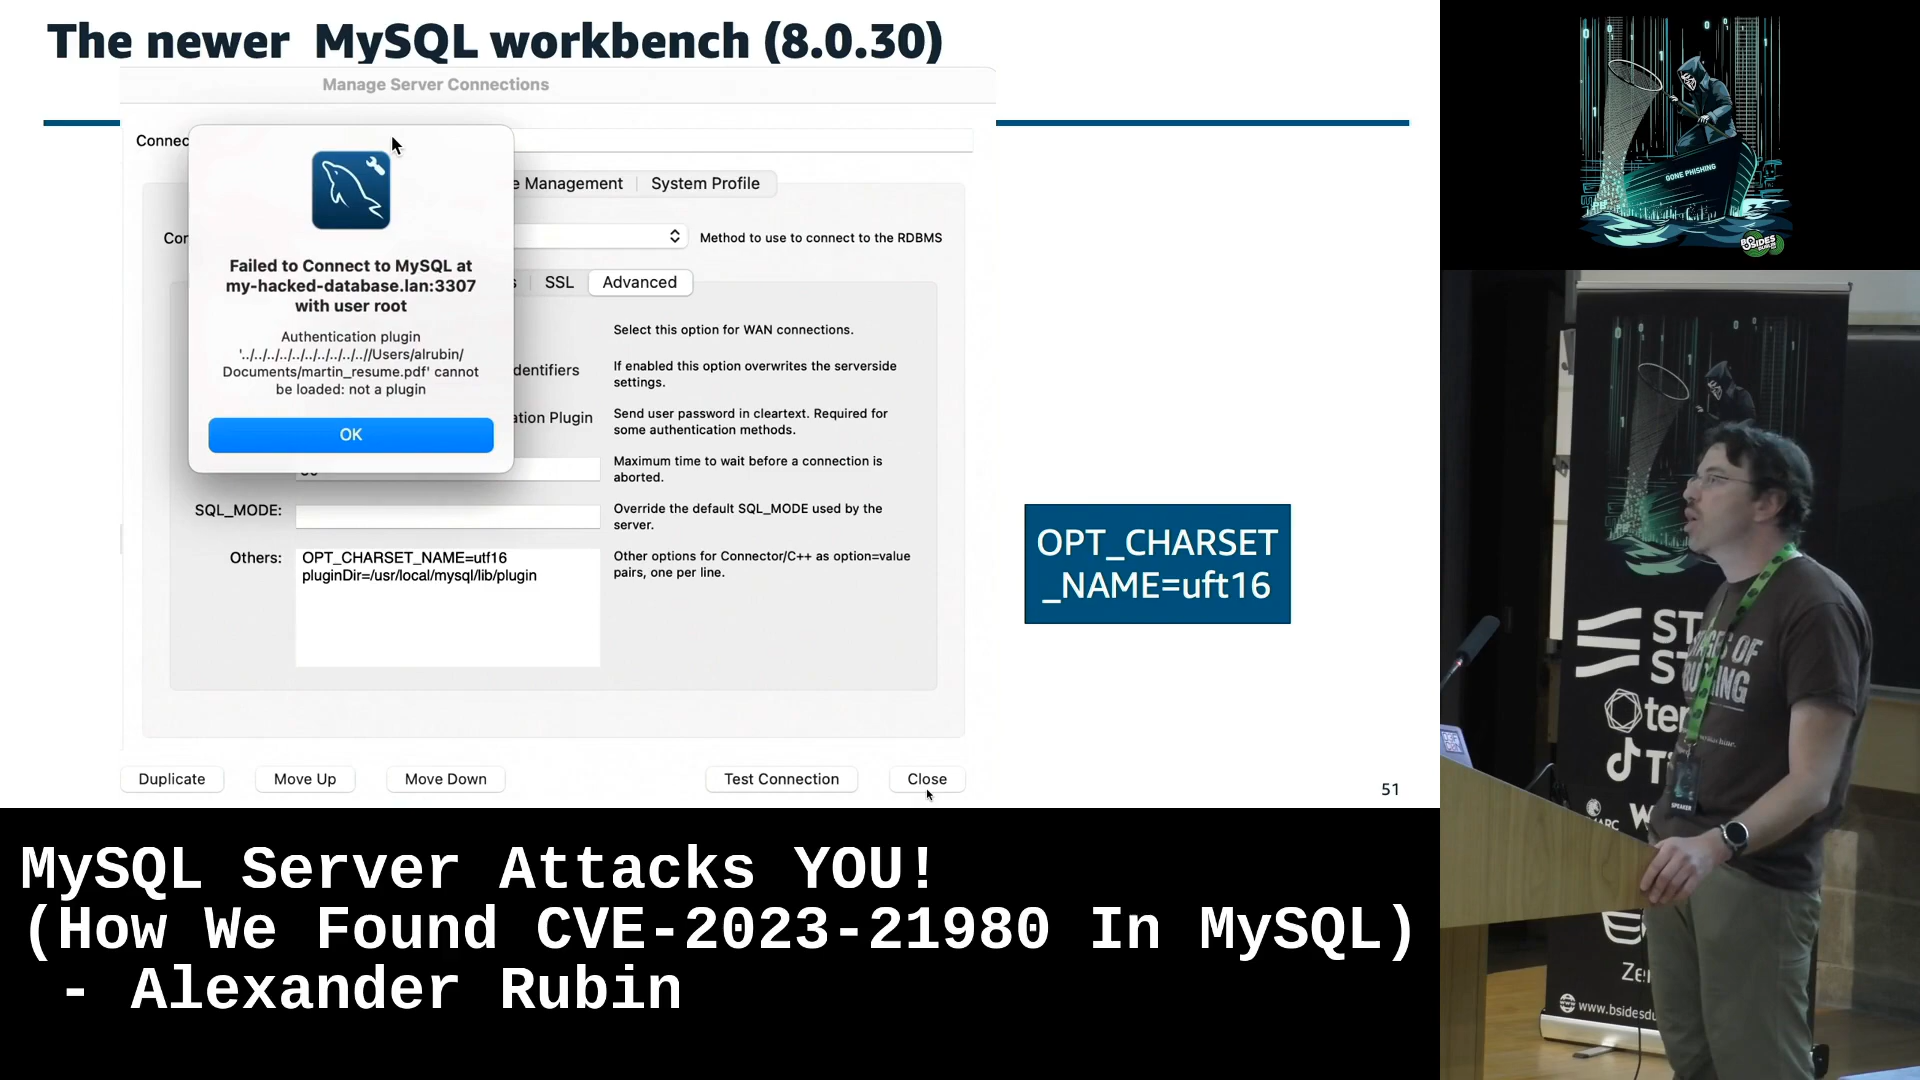 The newer  MySQL workbench (8.0.30)
Manage Server Connections
Connec
e Management
System Profile
Failed to Connect to MySQL at
my-hacked-database.lan:3307
with user root
Authentication plugin
'../../../../../../../../../..//Users/alrubin/
Documents/martin_resume.pdf' cannot
be loaded: not a plugin
OK
Con
Method to use to connect to the RDBMS
s
SSL
Advanced
Select this option for WAN connections.
dentifiers
If enabled this option overwrites the serverside
settings.
ation Plugin
Send user password in cleartext. Required for
some authentication methods.
Maximum time to wait before a connection is
aborted.
SQL_MODE:
Override the default SQL_MODE used by the
server.
Others:
OPT_CHARSET_NAME=utf16
pluginDir=/usr/local/mysql/lib/plugin
Other options for Connector/C++ as option=value
pairs, one per line.
OPT_CHARSET
_NAME=uft16
Duplicate
Move Up
Move Down
Test Connection
Close
51
MySQL Server Attacks YOU!
(How We Found CVE-2023-21980 In MySQL)
- Alexander Rubin
GONE PHISHING
BSIDES
SPEAKER
www.bsidesdu